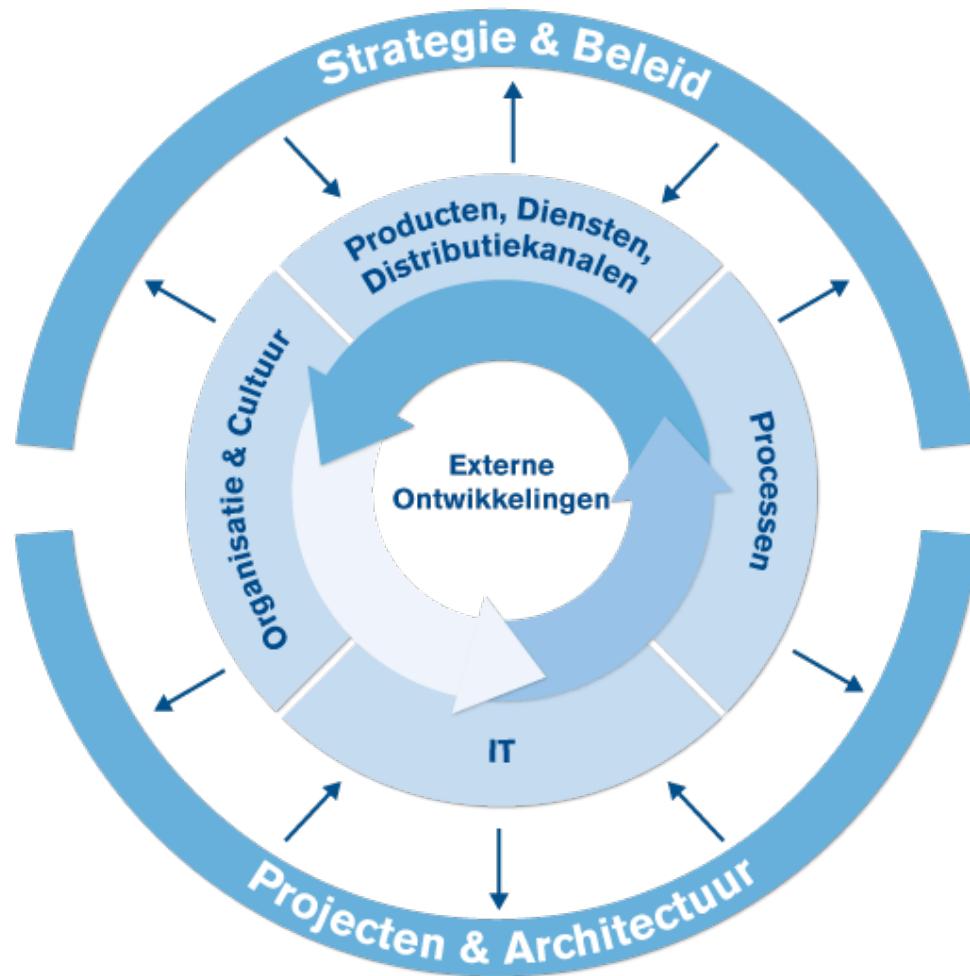 Strategie & Beleid
Producten, Diensten,
Distributiekanalen
Organisatie & Cultuur
Externe
Ontwikkelingen
Processen
IT
Projecten & Architectuur